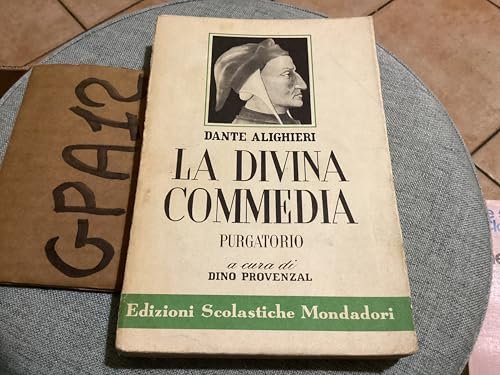 GPA12
DANTE ALIGHIERI
LA DIVINA
COMMEDIA
PURGATORIO
a cura di
DINO PROVENZAL
Edizioni Scolastiche Mondadori